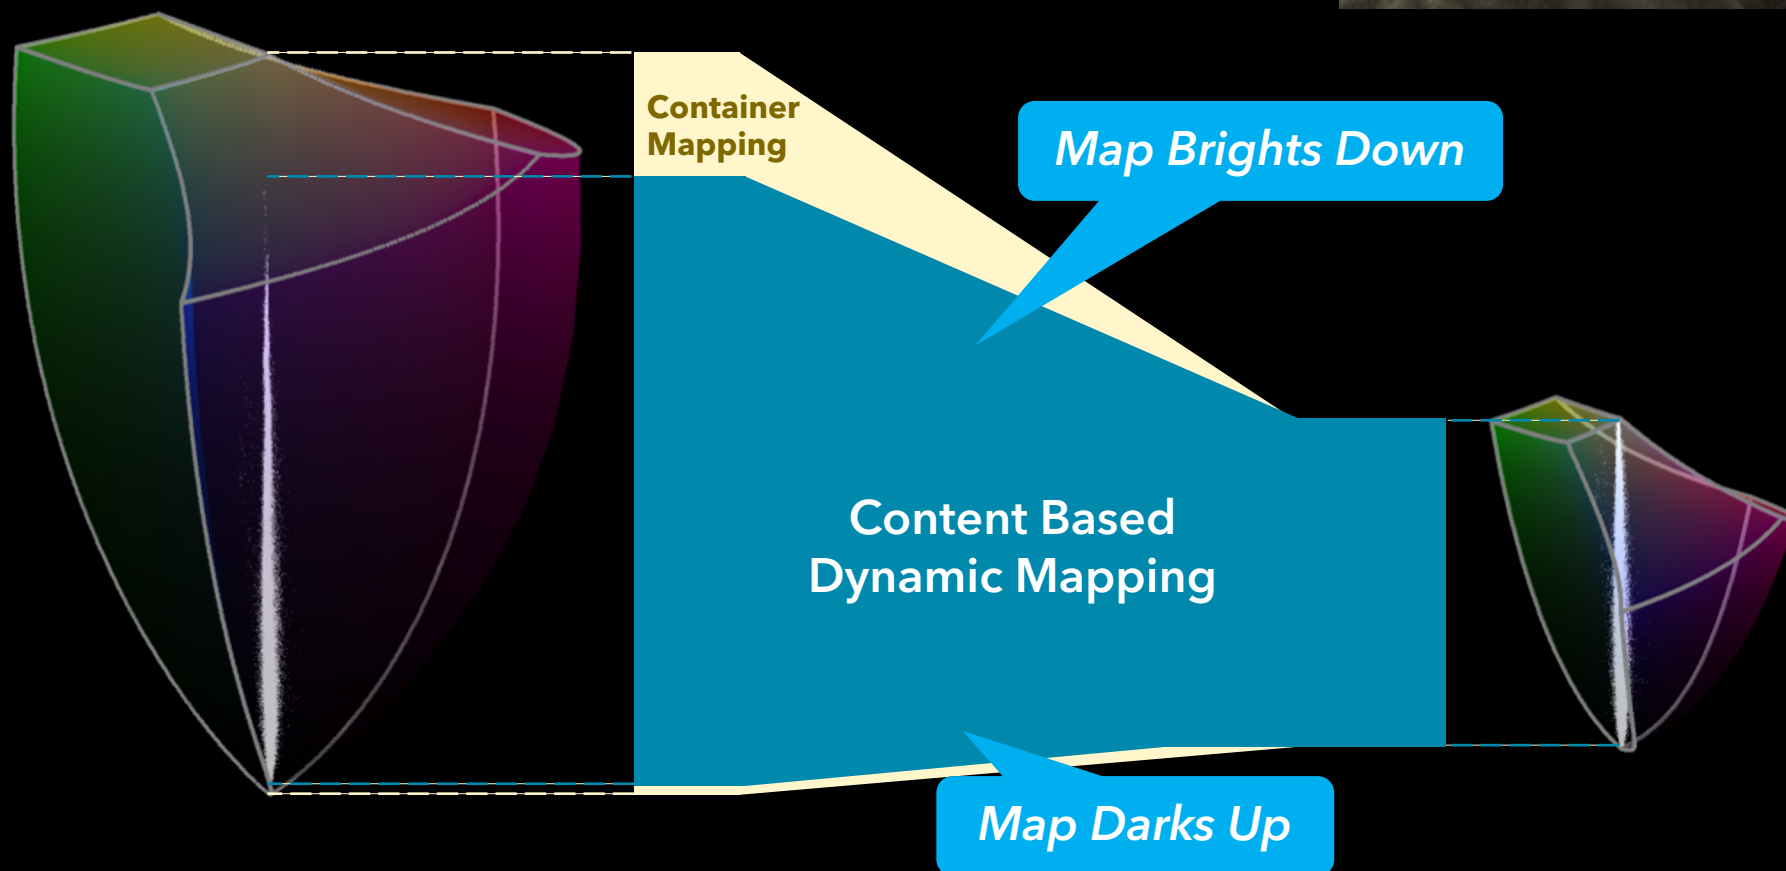 Container
Mapping
Map Brights Down
Content Based
Dynamic Mapping
Map Darks Up